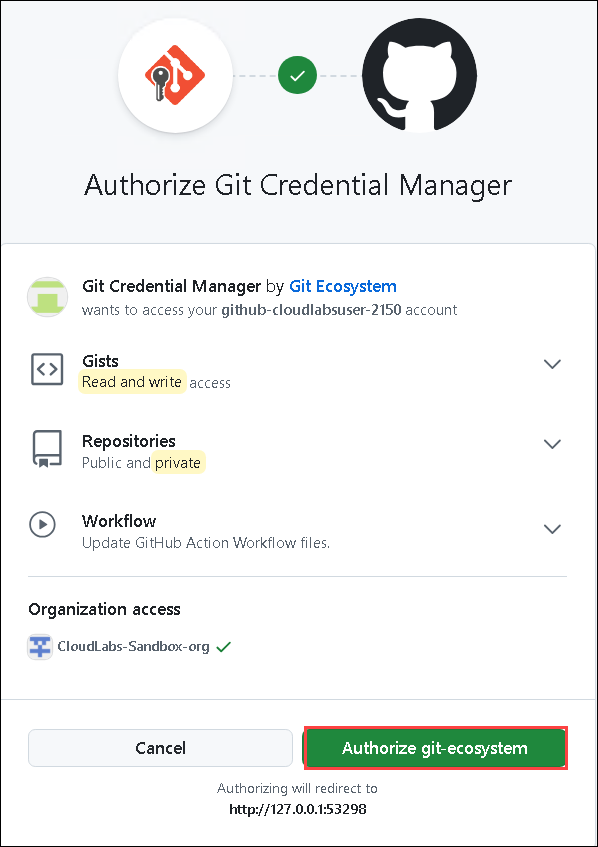 Authorize Git Credential Manager
Git Credential Manager by Git Ecosystem
wants to access your github-cloudlabsuser-2150 account
Gists
Read and write access
Repositories
Public and private
Workflow
Update GitHub Action Workflow files.
Organization access
CloudLabs-Sandbox-org
Cancel
Authorize git-ecosystem
Authorizing will redirect to
http://127.0.0.1:53298